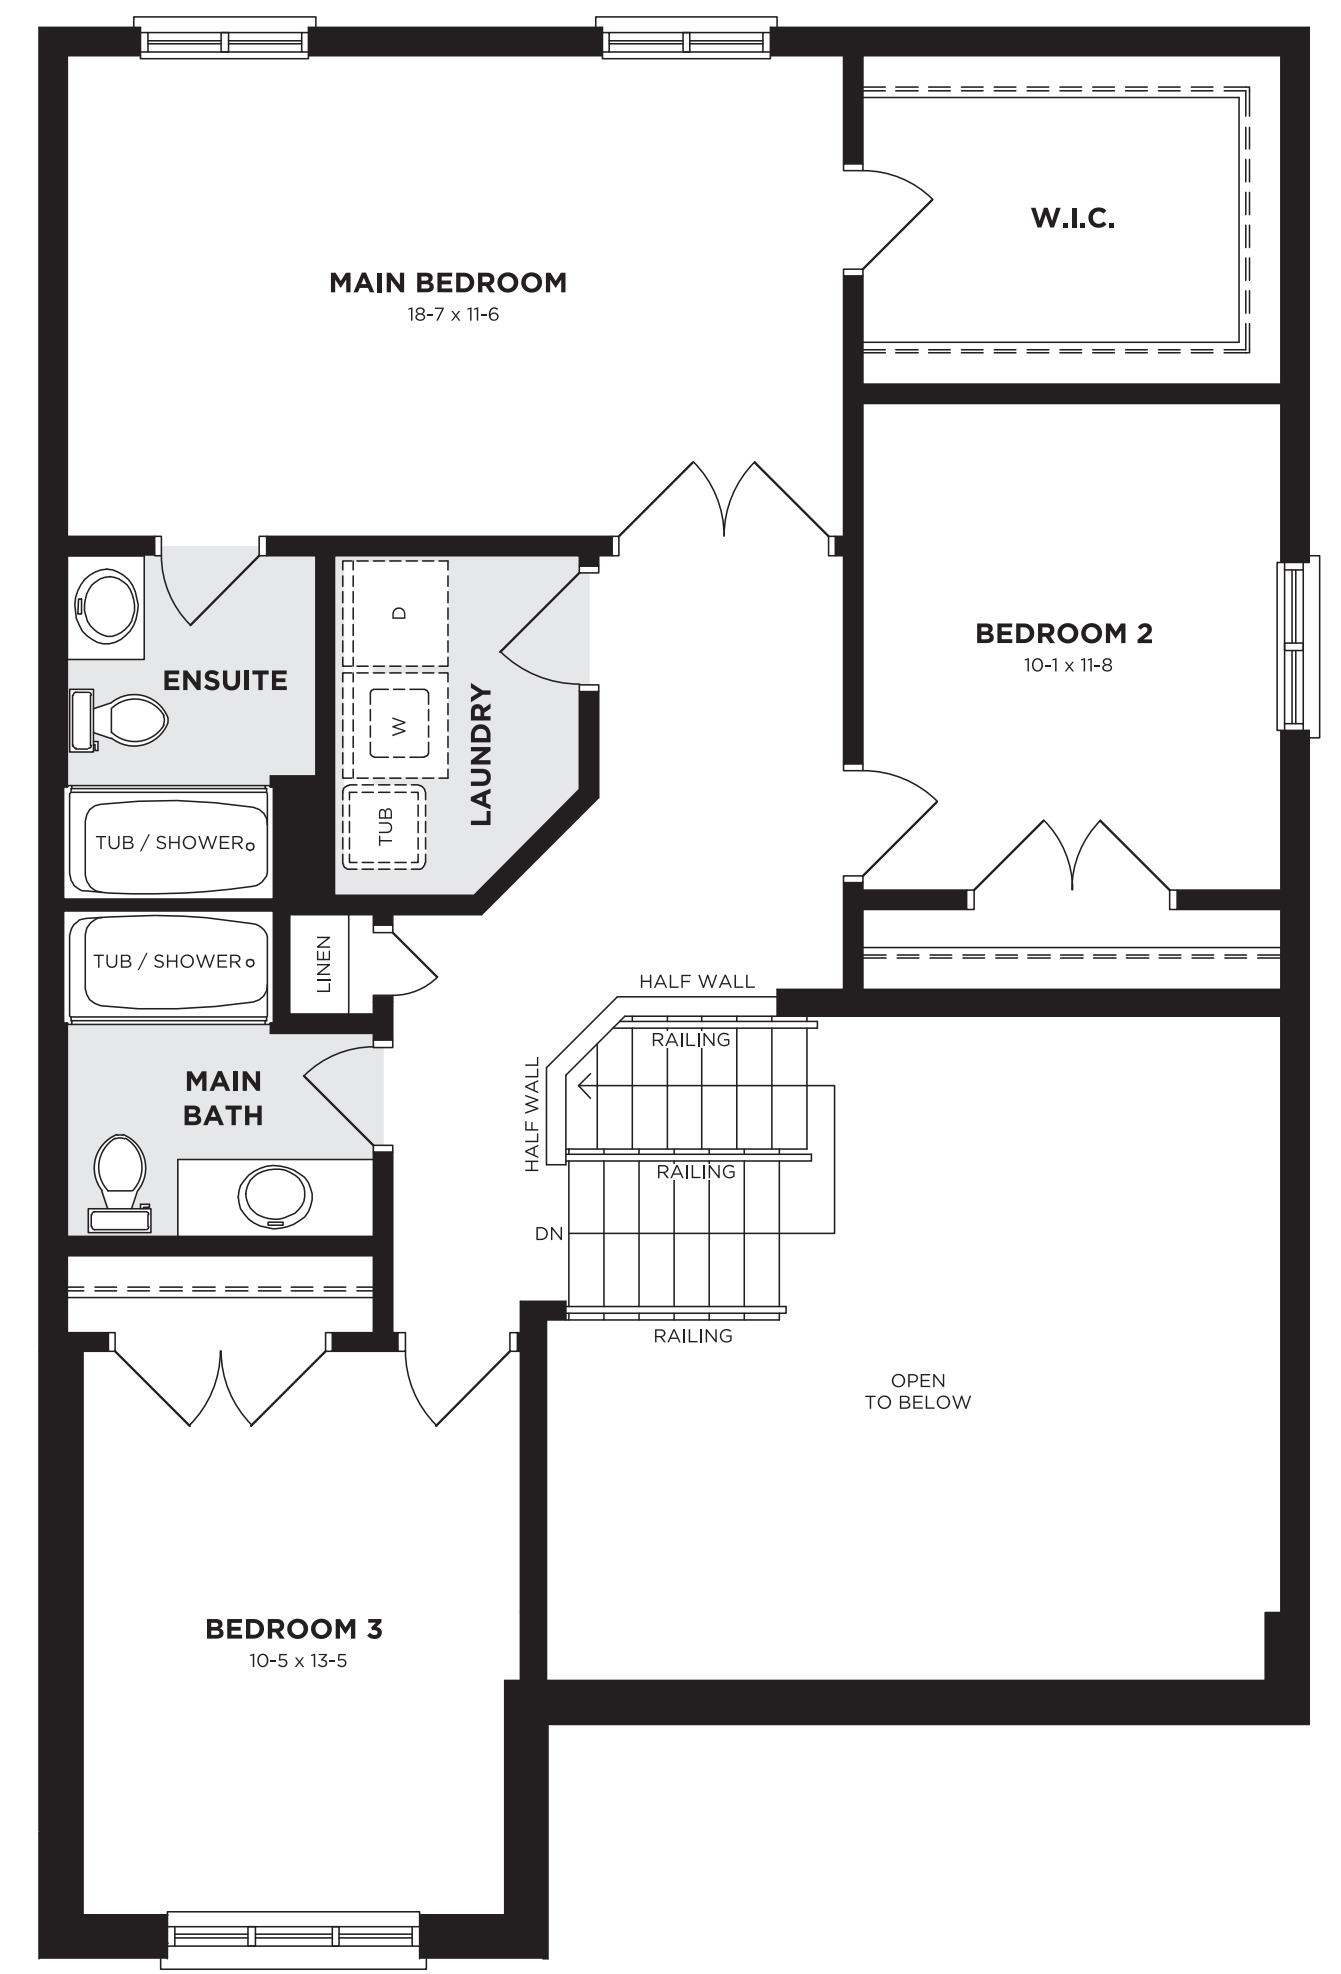 W.I.C.
MAIN BEDROOM
18-7 x 11-6
BEDROOM 2
10-1 x 11-8
D
ENSUITE
W
LAUNDRY
TUB
TUB / SHOWER
TUB / SHOWER
LINEN
HALF WALL
RAILING
HALF WALL
MAIN
BATH
RAILING
DN
RAILING
OPEN
TO BELOW
BEDROOM 3
10-5 x 13-5